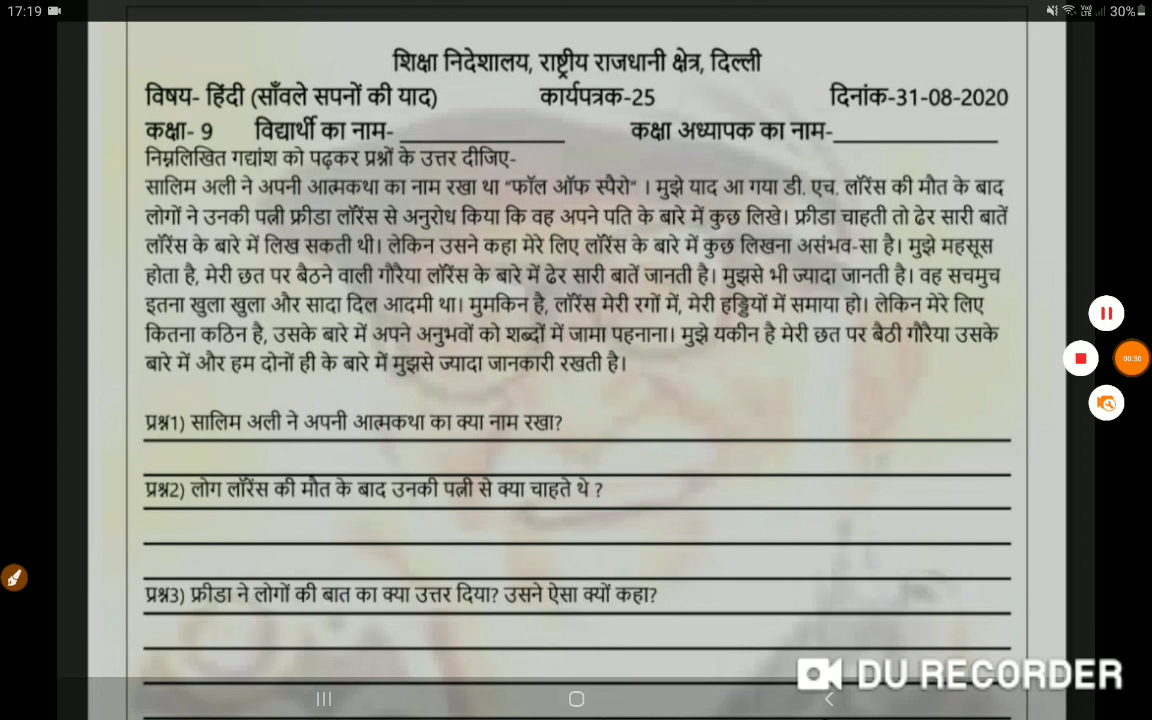 17:19
30%
शिक्षा निदेशालय, राष्ट्रीय राजधानी क्षेत्र, दिल्ली
विषय- हिंदी (साँवले सपनों की याद) कार्यपत्रक-25 दिनांक-31-08-2020
कक्षा- 9 विद्यार्थी का नाम- कक्षा अध्यापक का नाम-
निम्नलिखित गद्यांश को पढ़कर प्रश्नों के उत्तर दीजिए-
सालिम अली ने अपनी आत्मकथा का नाम रखा था “फॉल ऑफ स्पैरो” । मुझे याद आ गया डी. एच. लॉरेंस की मौत के बाद
लोगों ने उनकी पत्नी फ्रीडा लॉरेंस से अनुरोध किया कि वह अपने पति के बारे में कुछ लिखे। फ्रीडा चाहती तो ढेर सारी बातें
लॉरेंस के बारे में लिख सकती थी। लेकिन उसने कहा मेरे लिए लॉरेंस के बारे में कुछ लिखना असंभव-सा है। मुझे महसूस
होता है, मेरी छत पर बैठने वाली गौरैया लॉरेंस के बारे में ढेर सारी बातें जानती है। मुझसे भी ज्यादा जानती है। वह सचमुच
इतना खुला खुला और सादा दिल आदमी था। मुमकिन है, लॉरेंस मेरी रगों में, मेरी हड्डियों में समाया हो। लेकिन मेरे लिए
कितना कठिन है, उसके बारे में अपने अनुभवों को शब्दों में जामा पहनाना। मुझे यकीन है मेरी छत पर बैठी गौरैया उसके
बारे में और हम दोनों ही के बारे में मुझसे ज्यादा जानकारी रखती है।
प्रश्न1) सालिम अली ने अपनी आत्मकथा का क्या नाम रखा?
प्रश्न2) लोग लॉरेंस की मौत के बाद उनकी पत्नी से क्या चाहते थे ?
प्रश्न3) फ्रीडा ने लोगों की बात का क्या उत्तर दिया? उसने ऐसा क्यों कहा?
00:30
DU RECORDER